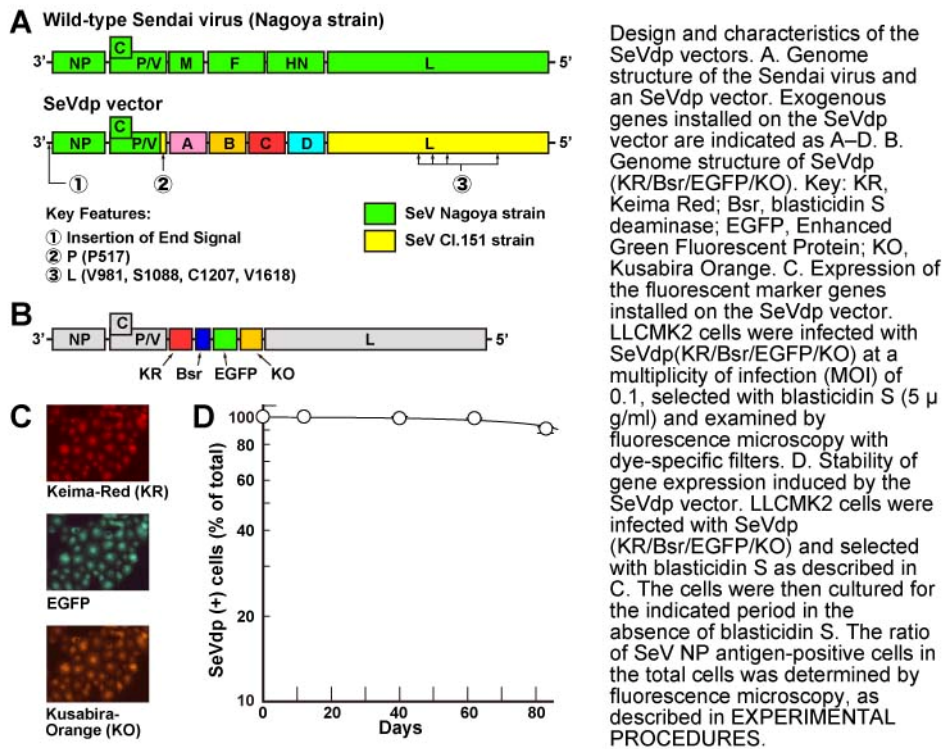 A
Wild-type Sendai virus (Nagoya strain)
3’ NP C P/V M F HN L 5’
SeVdp vector
3’ NP C P/V A B C D L 5’
① ② ③
Key Features:
① Insertion of End Signal
② P (P517)
③ L (V981, S1088, C1207, V1618)
SeV Nagoya strain
SeV Cl.151 strain
B
3’ NP C P/V L 5’
KR Bsr EGFP KO
C
Keima-Red (KR)
EGFP
Kusabira-
Orange (KO)
D
SeVdp (+) cells (% of total)
100
80
60
40
20
10
0 20 40 60 80
Days
Design and characteristics of the
SeVdp vectors. A. Genome
structure of the Sendai virus and
an SeVdp vector. Exogenous
genes installed on the SeVdp
vector are indicated as A–D. B.
Genome structure of SeVdp
(KR/Bsr/EGFP/KO). Key: KR,
Keima Red; Bsr, blasticidin S
deaminase; EGFP, Enhanced
Green Fluorescent Protein; KO,
Kusabira Orange. C. Expression of
the fluorescent marker genes
installed on the SeVdp vector.
LLCMK2 cells were infected with
SeVdp(KR/Bsr/EGFP/KO) at a
multiplicity of infection (MOI) of
0.1, selected with blasticidin S (5 μ
g/ml) and examined by
fluorescence microscopy with
dye-specific filters. D. Stability of
gene expression induced by the
SeVdp vector. LLCMK2 cells were
infected with SeVdp
(KR/Bsr/EGFP/KO) and selected
with blasticidin S as described in
C. The cells were then cultured for
the indicated period in the
absence of blasticidin S. The ratio
of SeV NP antigen-positive cells in
the total cells was determined by
fluorescence microscopy, as
described in EXPERIMENTAL
PROCEDURES.